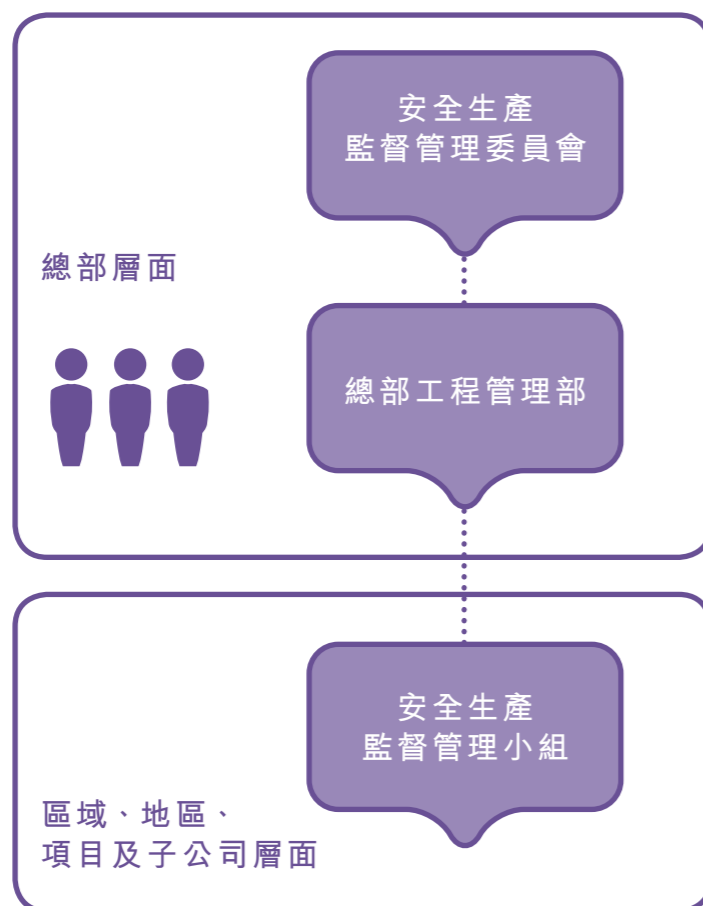 安全生產
監督管理委員會
總部層面
總部工程管理部
安全生產
監督管理小組
區域、地區、
項目及子公司層面